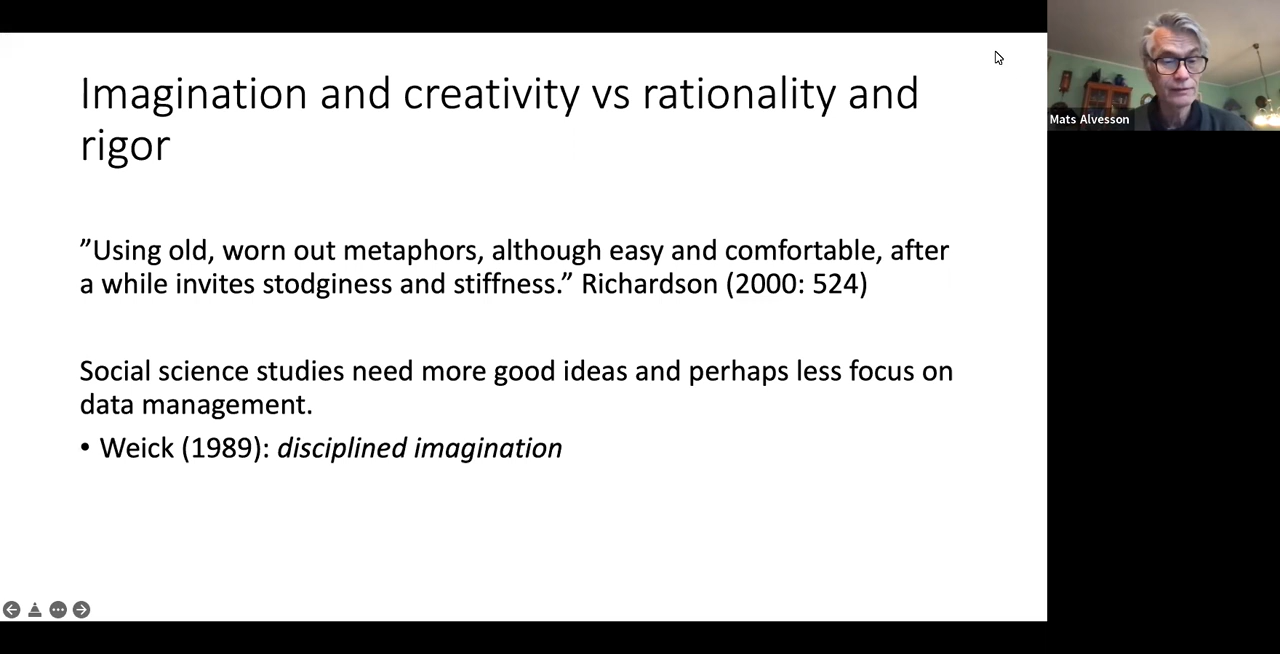 Imagination and creativity vs rationality and
rigor
”Using old, worn out metaphors, although easy and comfortable, after
a while invites stodginess and stiffness.” Richardson (2000: 524)
Social science studies need more good ideas and perhaps less focus on
data management.
• Weick (1989): disciplined imagination
Mats Alvesson